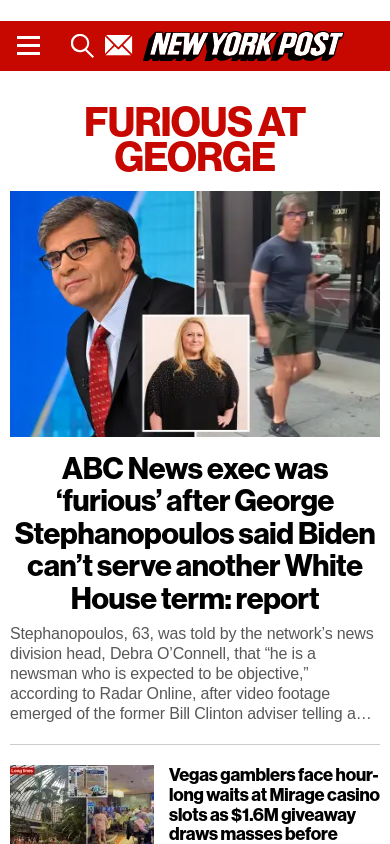 NEW YORK POST
FURIOUS AT
GEORGE
ABC News exec was
‘furious’ after George
Stephanopoulos said Biden
can’t serve another White
House term: report
Stephanopoulos, 63, was told by the network’s news
division head, Debra O’Connell, that “he is a
newsman who is expected to be objective,”
according to Radar Online, after video footage
emerged of the former Bill Clinton adviser telling a…
Long lines
Vegas gamblers face hour-
long waits at Mirage casino
slots as $1.6M giveaway
draws masses before